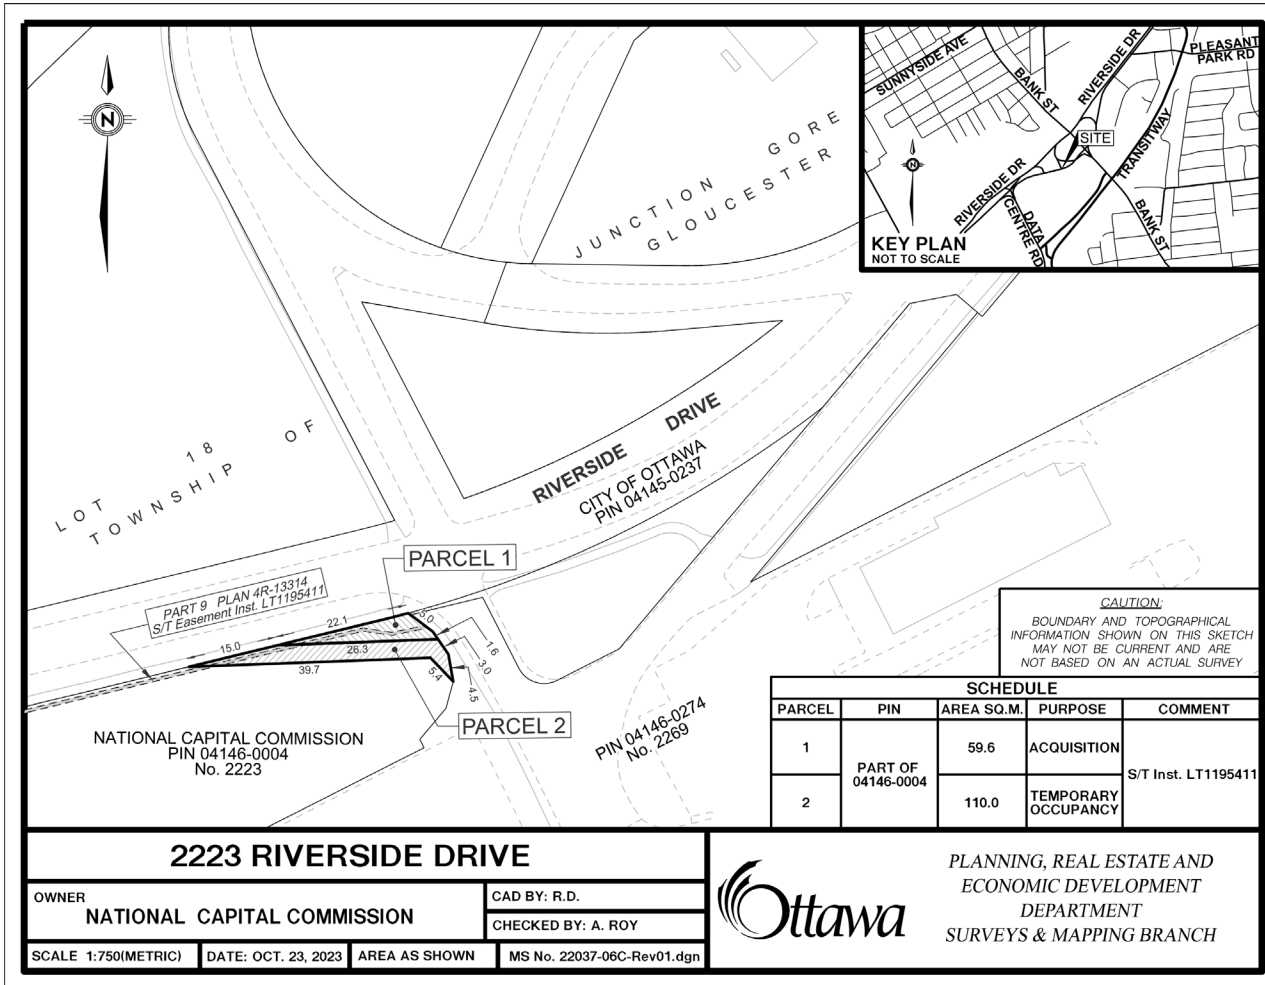 N
JUNCTION GORE
GLOUCESTER
LOT 18
TOWNSHIP OF
SUNNYSIDE AVE
BANK ST
RIVERSIDE DR
PLEASANT
PARK RD
SITE
TRANSITWAY
N
RIVERSIDE DR
DATA
CENTRE RD
BANK ST
KEY PLAN
NOT TO SCALE
RIVERSIDE DRIVE
CITY OF OTTAWA
PIN 04145-0237
PARCEL 1
PART 9 PLAN 4R-13314
S/T Easement Inst. LT1195411
22.1
5.0
15.0
26.3
1.6
39.7
5.4
3.0
4.5
PARCEL 2
NATIONAL CAPITAL COMMISSION
PIN 04146-0004
No. 2223
PIN 04146-0274
No. 2269
CAUTION:
BOUNDARY AND TOPOGRAPHICAL
INFORMATION SHOWN ON THIS SKETCH
MAY NOT BE CURRENT AND ARE
NOT BASED ON AN ACTUAL SURVEY
SCHEDULE
PARCEL PIN AREA SQ.M. PURPOSE COMMENT
1 PART OF 04146-0004 59.6 ACQUISITION S/T Inst. LT1195411
2 110.0 TEMPORARY OCCUPANCY
2223 RIVERSIDE DRIVE
OWNER
NATIONAL CAPITAL COMMISSION
CAD BY: R.D.
CHECKED BY: A. ROY
SCALE 1:750(METRIC) DATE: OCT. 23, 2023 AREA AS SHOWN MS No. 22037-06C-Rev01.dgn
Ottawa
PLANNING, REAL ESTATE AND
ECONOMIC DEVELOPMENT
DEPARTMENT
SURVEYS & MAPPING BRANCH